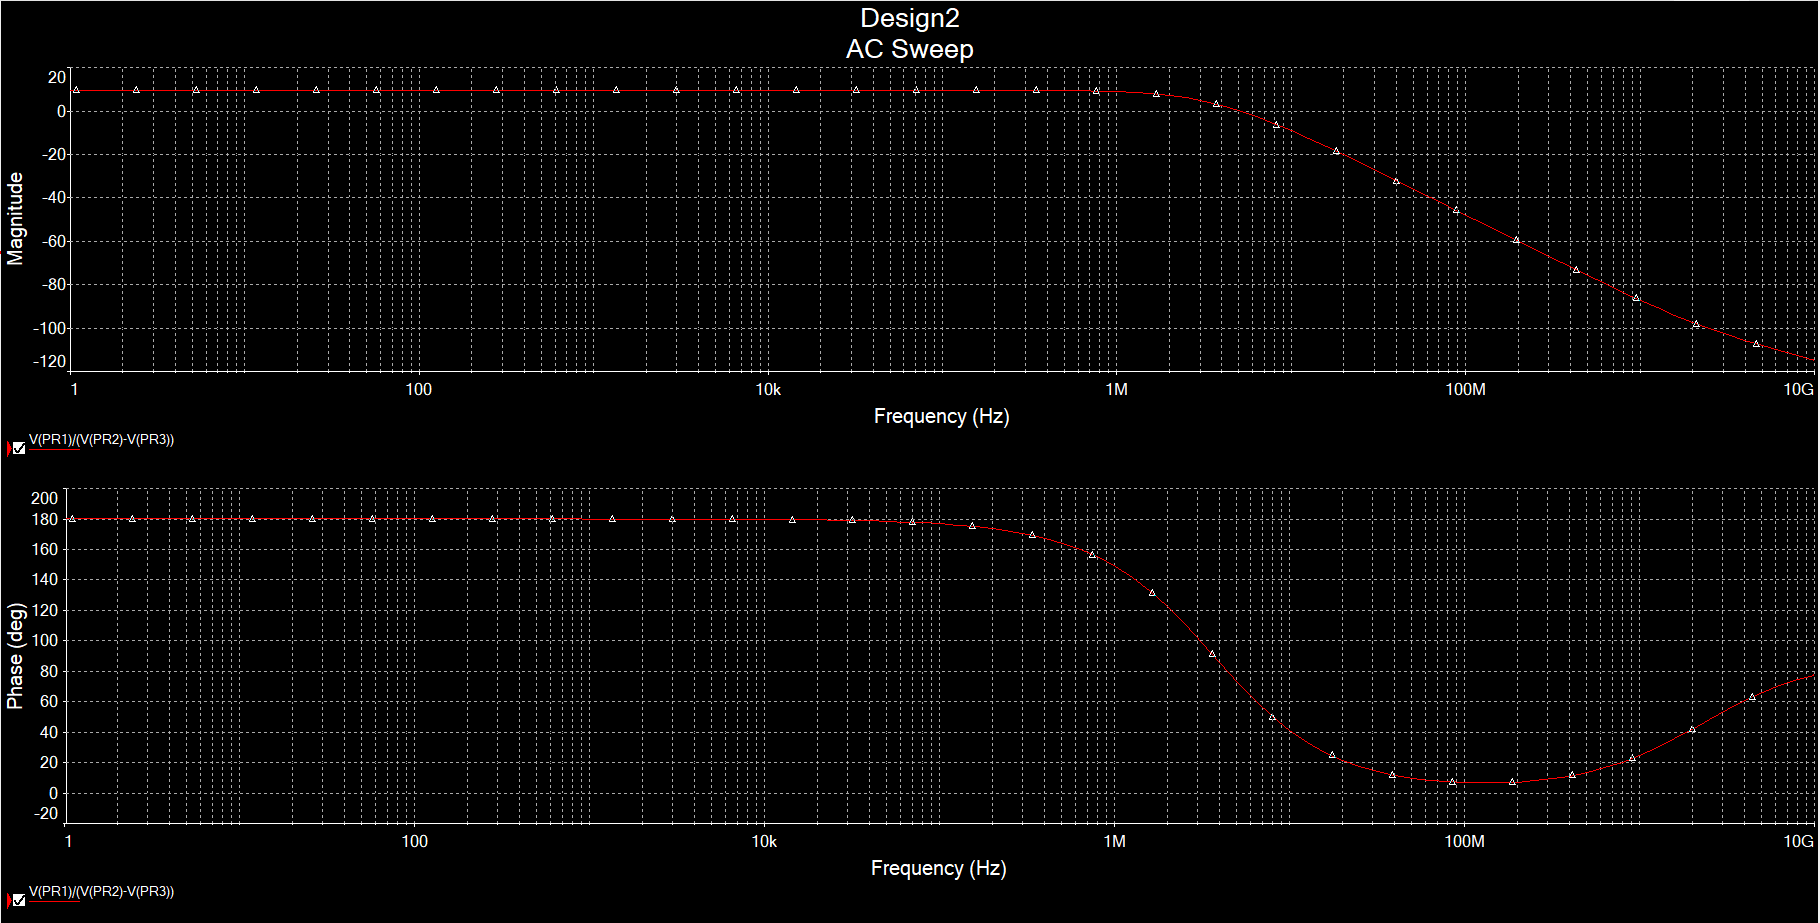 Design2
AC Sweep
20
0
-20
-40
-60
-80
-100
-120
Magnitude
1
100
10k
1M
100M
10G
Frequency (Hz)
V(PR1)/(V(PR2)-V(PR3))
200
180
160
140
120
100
80
60
40
20
0
-20
Phase (deg)
1
100
10k
1M
100M
10G
Frequency (Hz)
V(PR1)/(V(PR2)-V(PR3))